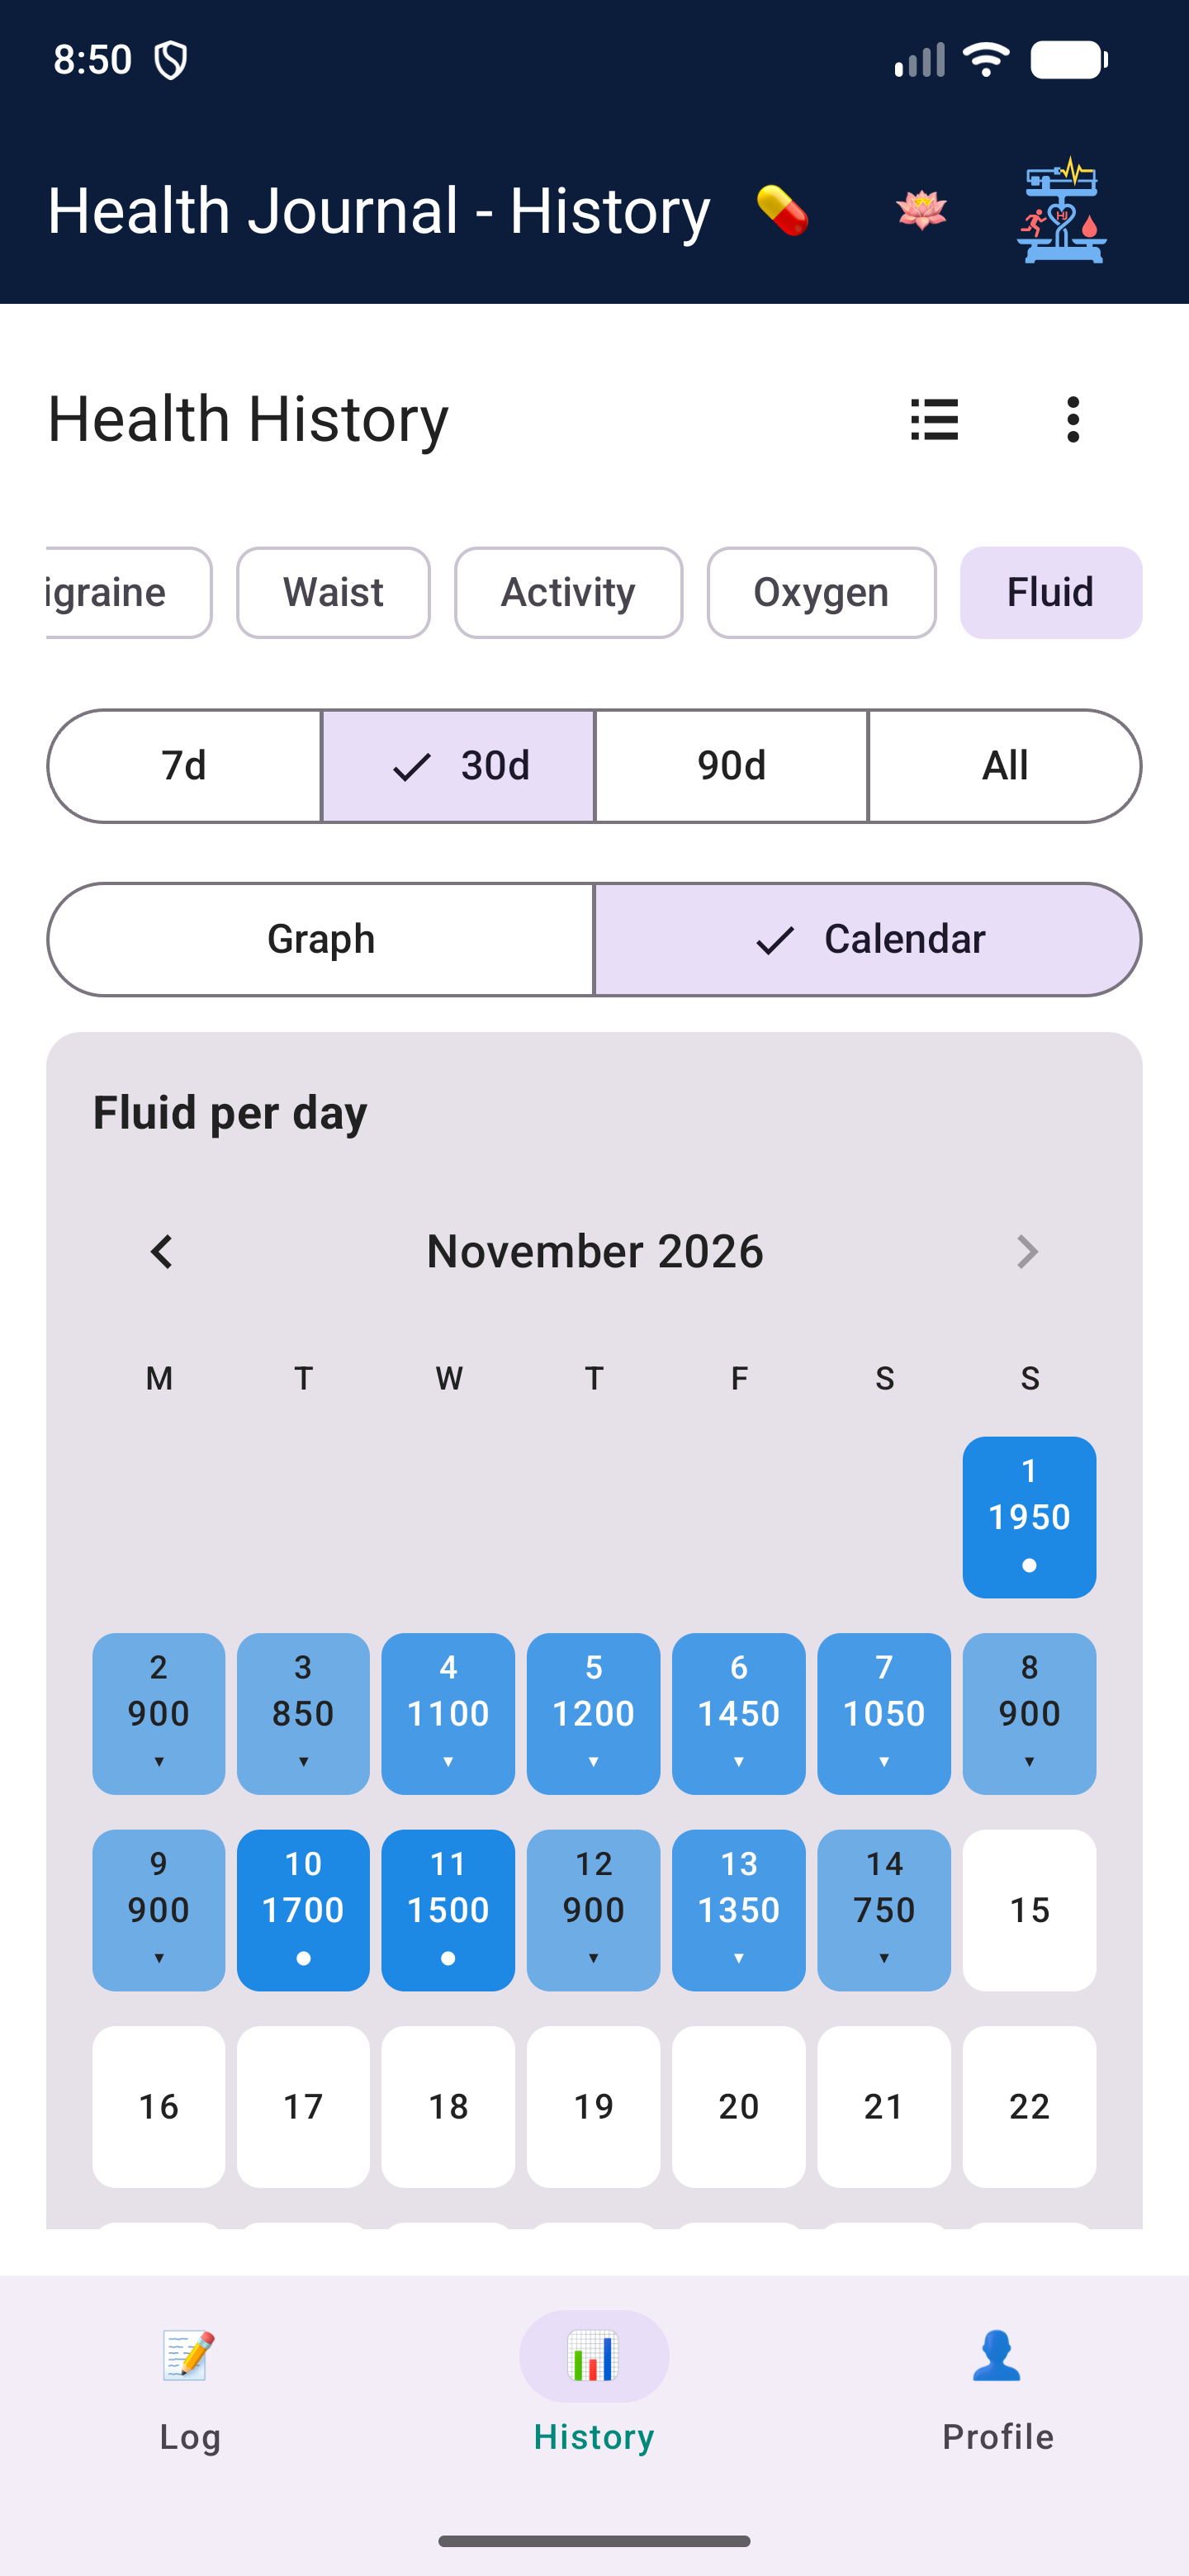 8:50
Health Journal - History
HJ
Health History
igraine Waist Activity Oxygen Fluid
7d 30d 90d All
Graph Calendar
Fluid per day
November 2026
M T W T F S S
1
1950
2 3 4 5 6 7 8
900 850 1100 1200 1450 1050 900
9 10 11 12 13 14 15
900 1700 1500 900 1350 750
16 17 18 19 20 21 22
Log History Profile